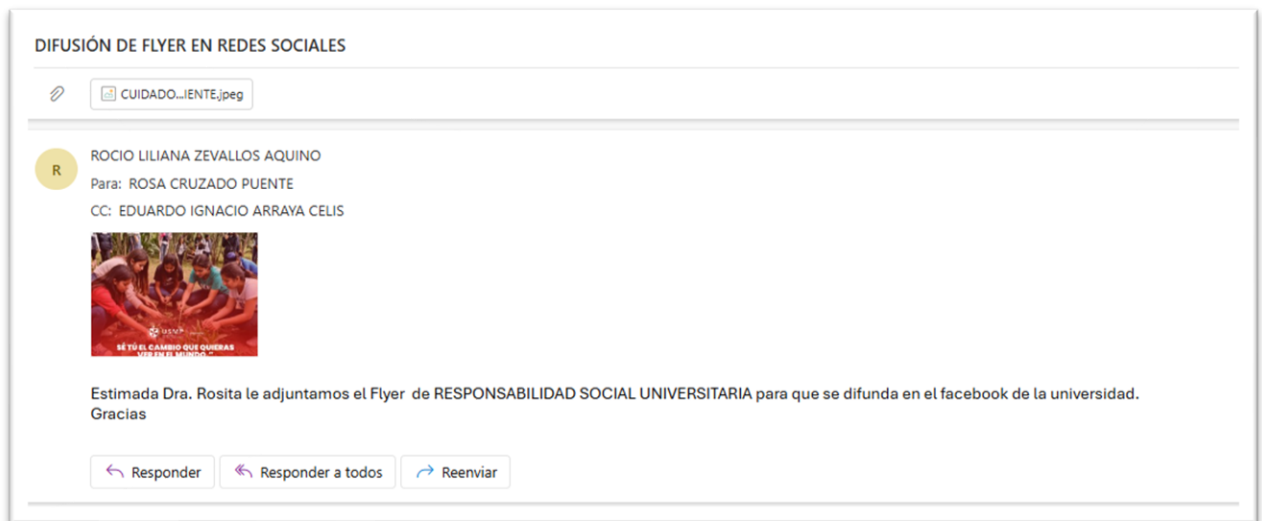 DIFUSIÓN DE FLYER EN REDES SOCIALES
CUIDADO...IENTE.jpeg
R
ROCIO LILIANA ZEVALLOS AQUINO
Para: ROSA CRUZADO PUENTE
CC: EDUARDO IGNACIO ARRAYA CELIS
USMP
SÉ TÚ EL CAMBIO QUE QUIERAS
VER EN EL MUNDO."
Estimada Dra. Rosita le adjuntamos el Flyer de RESPONSABILIDAD SOCIAL UNIVERSITARIA para que se difunda en el facebook de la universidad.
Gracias
Responder
Responder a todos
Reenviar